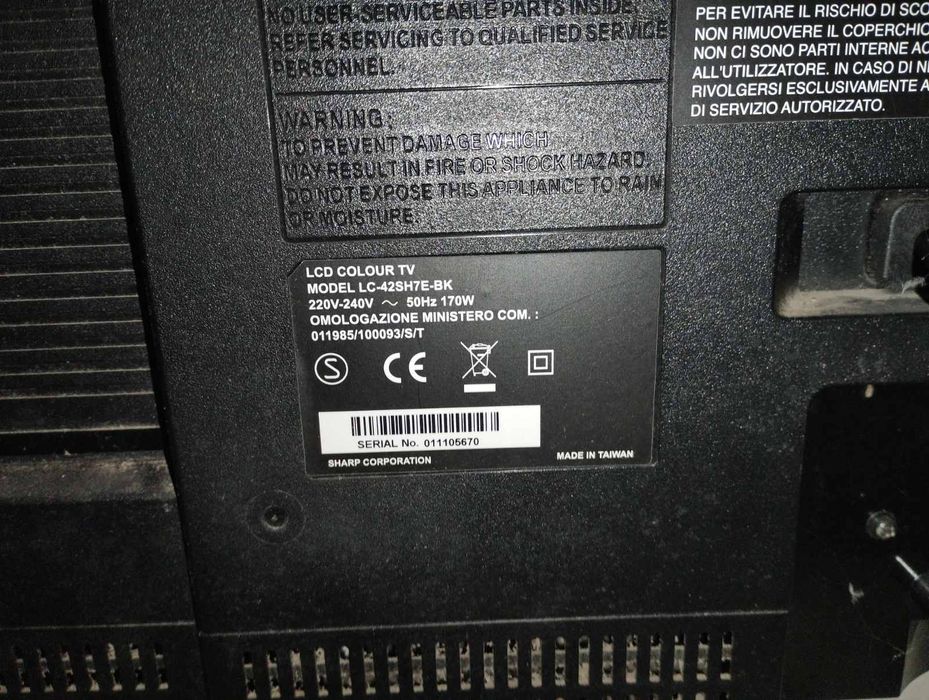 NO USER-SERVICEABLE PARTS INSIDE.
REFER SERVICING TO QUALIFIED SERVICE
PERSONNEL.
WARNING:
TO PREVENT DAMAGE WHICH
MAY RESULT IN FIRE OR SHOCK HAZARD
DO NOT EXPOSE THIS APPLIANCE TO RAIN
OR MOISTURE.
PER EVITARE IL RISCHIO DI SCO
NON RIMUOVERE IL COPERCHIO
NON CI SONO PARTI INTERNE AC
ALL'UTILIZZATORE. IN CASO DI
RIVOLGERSI ESCLUSIVAMENTE A
DI SERVIZIO AUTORIZZATO.
LCD COLOUR TV
MODEL LC-42SH7E-BK
220V-240V ~ 50Hz 170W
OMOLOGAZIONE MINISTERO COM. :
011985/100093/S/T
S
CE
SERIAL No. 011105670
SHARP CORPORATION
MADE IN TAIWAN